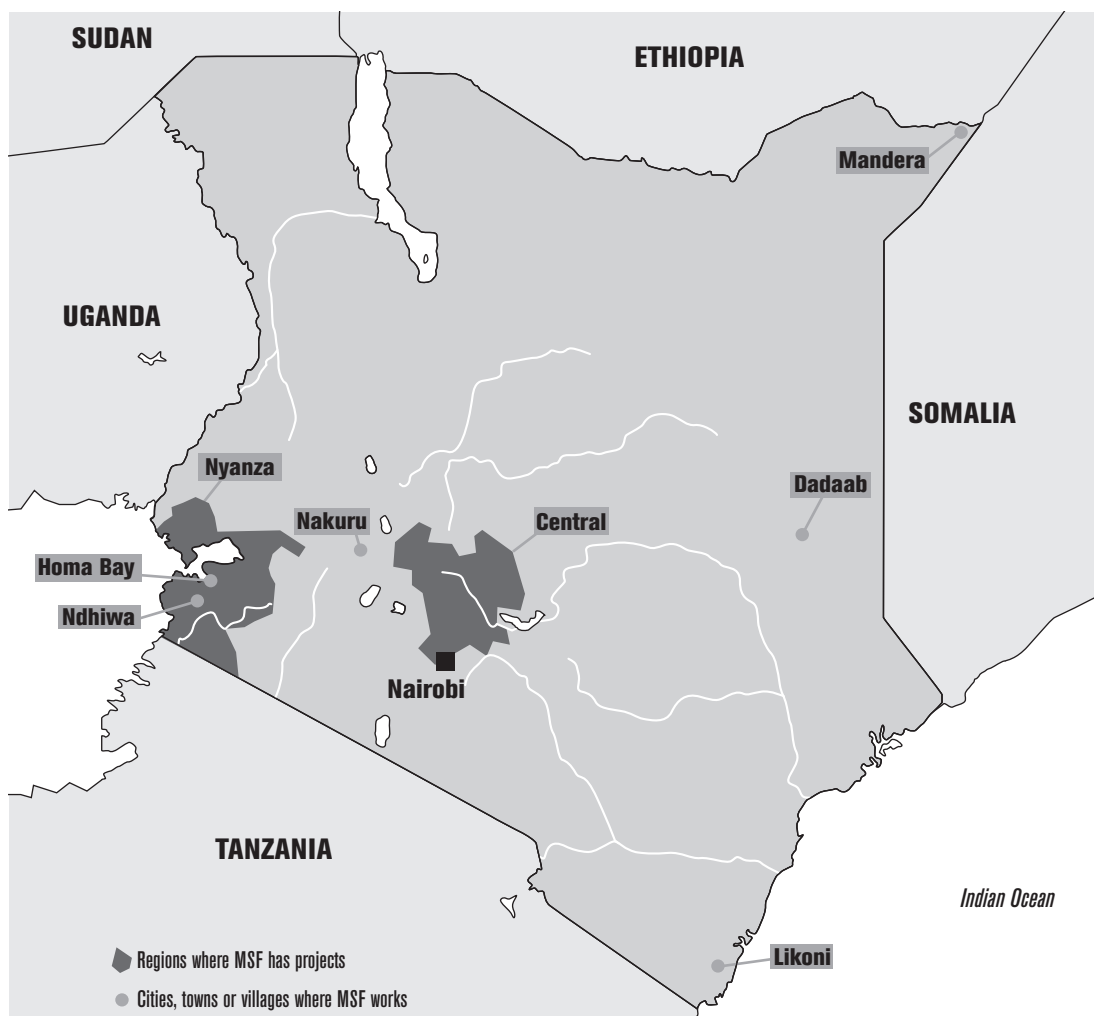 SUDAN
ETHIOPIA
Mandera
UGANDA
SOMALIA
Nyanza
Dadaab
Nakuru
Central
Homa Bay
Ndhiwa
Nairobi
TANZANIA
Indian Ocean
Likoni
Regions where MSF has projects
Cities, towns or villages where MSF works